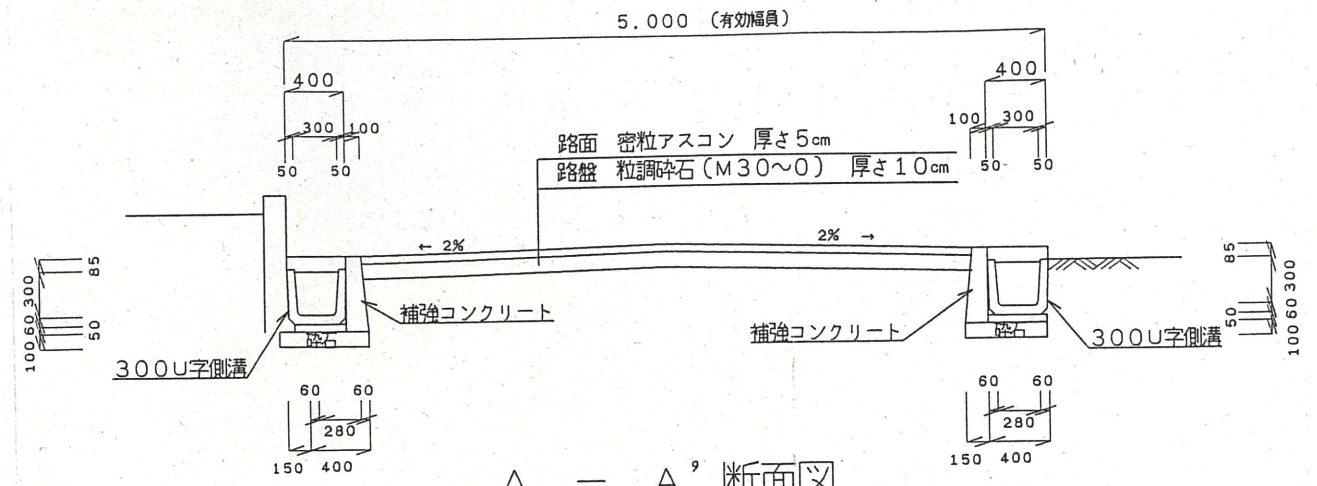 5.000 (有効幅員)
400
400
300 100
50 50
100 300
50 50
路面 密粒アスコン 厚さ5cm
路盤 粒調砕石(M30～0) 厚さ10cm
← 2%
2% →
85
300
60
50
100
85
300
60
50
100
補強コンクリート
補強コンクリート
砕石
砕石
300U字側溝
300U字側溝
60 60
280
150 400
60 60
280
150 400
A － A' 断面図